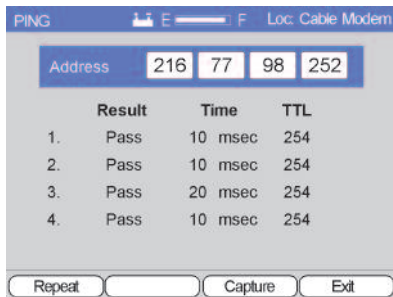 PING E F Loc: Cable Modem
Address 216 77 98 252
Result Time TTL
1. Pass 10 msec 254
2. Pass 10 msec 254
3. Pass 20 msec 254
4. Pass 10 msec 254
Repeat Capture Exit